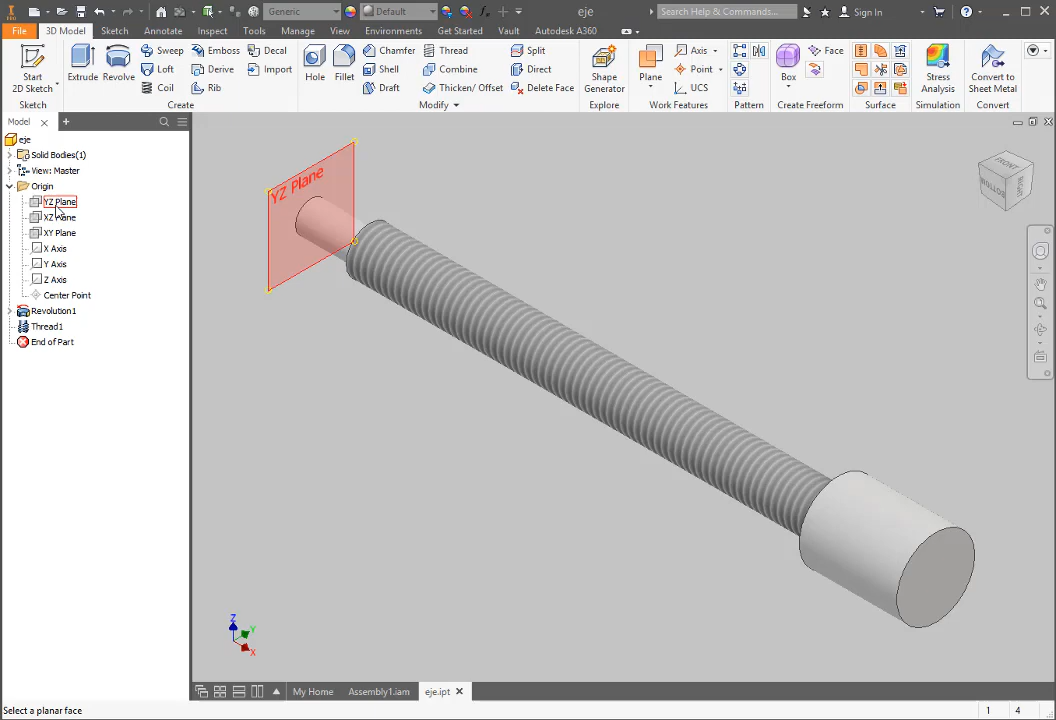 Generic
Default
eje
Search Help & Commands...
Sign In
File
3D Model
Sketch
Annotate
Inspect
Tools
Manage
View
Environments
Get Started
Vault
Autodesk A360
Start
2D Sketch
Sketch
Extrude
Revolve
Sweep
Loft
Coil
Emboss
Derive
Rib
Decal
Import
Create
Hole
Fillet
Chamfer
Shell
Draft
Thread
Combine
Thicken/ Offset
Split
Direct
Delete Face
Modify
Shape
Generator
Explore
Plane
Axis
Point
UCS
Work Features
Pattern
Box
Face
Create Freeform
Surface
Stress
Analysis
Simulation
Convert to
Sheet Metal
Convert
Model
eje
Solid Bodies(1)
View: Master
Origin
YZ Plane
XZ Plane
XY Plane
X Axis
Y Axis
Z Axis
Center Point
Revolution1
Thread1
End of Part
YZ Plane
FRONT
RIGHT
BOTTOM
Z
Y
X
My Home
Assembly1.iam
eje.ipt
Select a planar face
1
4